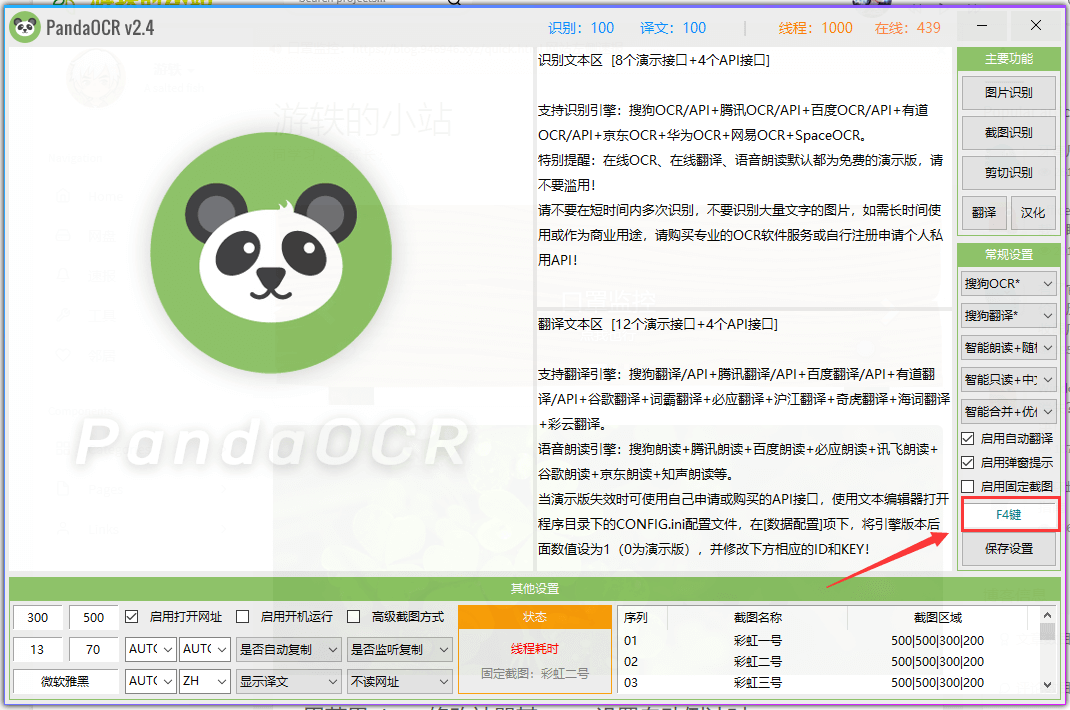 PandaOCR v2.4
识别：100 译文：100 | 线程：1000 在线：439
游轶的小站
PandaOCR
识别文本区 [8个演示接口+4个API接口]
支持识别引擎：搜狗OCR/API+腾讯OCR/API+百度OCR/API+有道
OCR/API+京东OCR+华为OCR+网易OCR+SpaceOCR。
特别提醒：在线OCR、在线翻译、语音朗读默认都为免费的演示版，请
不要滥用！
请不要在短时间内多次识别，不要识别大量文字的图片，如需长时间使
用或作为商业用途，请购买专业的OCR软件服务或自行注册申请个人私
用API！
翻译文本区 [12个演示接口+4个API接口]
支持翻译引擎：搜狗翻译/API+腾讯翻译/API+百度翻译/API+有道翻
译/API+谷歌翻译+词霸翻译+必应翻译+沪江翻译+奇虎翻译+海词翻译
+彩云翻译。
语音朗读引擎：搜狗朗读+腾讯朗读+百度朗读+必应朗读+讯飞朗读+
谷歌朗读+京东朗读+知声朗读等。
当演示版失效时可使用自己申请或购买的API接口，使用文本编辑器打开
程序目录下的CONFIG.ini配置文件，在[数据配置]项下，将引擎版本后
面数值设为1（0为演示版），并修改下方相应的ID和KEY！
主要功能
图片识别
截图识别
剪切识别
翻译 汉化
常规设置
搜狗OCR*
搜狗翻译*
智能朗读+随
智能只读+中
智能合并+优
启用自动翻译
启用弹窗提示
启用固定截图
F4键
保存设置
其他设置
300 500 启用打开网址 启用开机运行 高级截图方式
13 70 AUTC AUTC 是否自动复制 是否监听复制
微软雅黑 AUTC ZH 显示译文 不读网址
状态
线程耗时
固定截图：彩虹二号
序列 截图名称 截图区域
01 彩虹一号 500|500|300|200
02 彩虹二号 500|500|300|200
03 彩虹三号 500|500|300|200